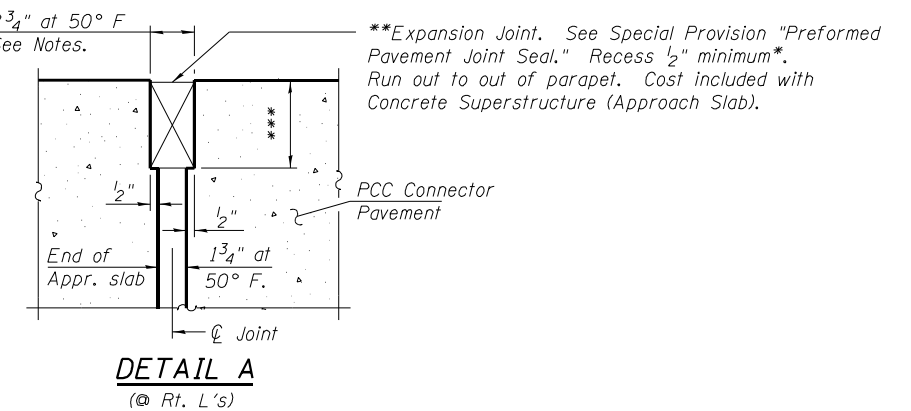 ¾" at 50° F
See Notes.
**Expansion Joint. See Special Provision "Preformed
Pavement Joint Seal." Recess ½" minimum*.
Run out to out of parapet. Cost included with
Concrete Superstructure (Approach Slab).
***
½"
½"
PCC Connector
Pavement
End of
Appr. slab
1¾" at
50° F.
℄ Joint
DETAIL A
(@ Rt. L's)